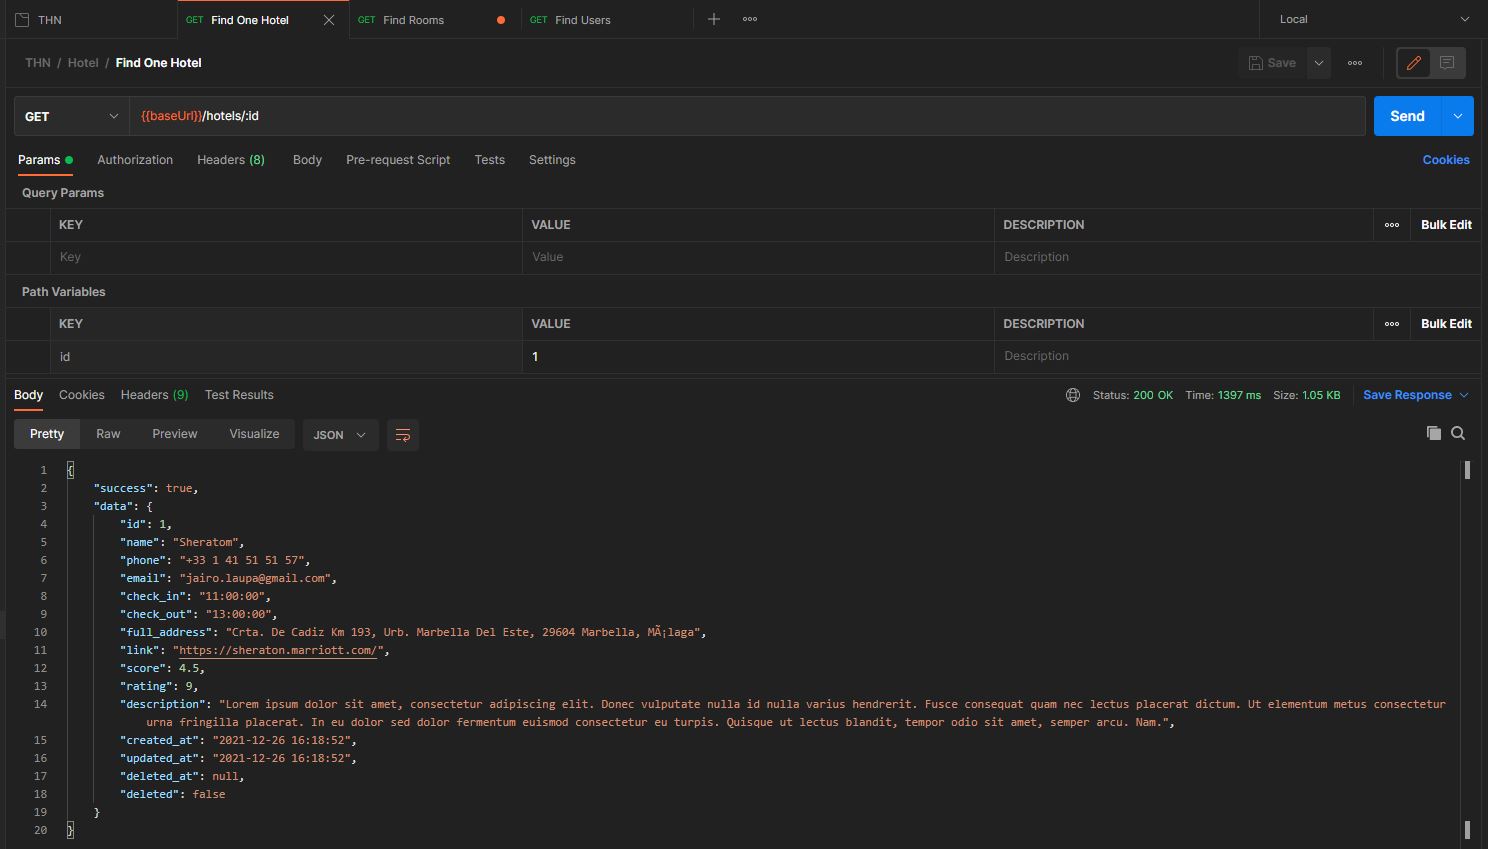 THN
GET Find One Hotel
GET Find Rooms
GET Find Users
Local
THN / Hotel / Find One Hotel
Save
GET
{{baseUrl}}/hotels/:id
Send
Params
Authorization
Headers (8)
Body
Pre-request Script
Tests
Settings
Cookies
Query Params
KEY VALUE DESCRIPTION Bulk Edit
Key Value Description
Path Variables
KEY VALUE DESCRIPTION Bulk Edit
id 1 Description
Body Cookies Headers (9) Test Results
Status: 200 OK Time: 1397 ms Size: 1.05 KB Save Response
Pretty Raw Preview Visualize JSON
1 {
2 "success": true,
3 "data": {
4 "id": 1,
5 "name": "Sheratom",
6 "phone": "+33 1 41 51 51 57",
7 "email": "jairo.laupa@gmail.com",
8 "check_in": "11:00:00",
9 "check_out": "13:00:00",
10 "full_address": "Crta. De Cadiz Km 193, Urb. Marbella Del Este, 29604 Marbella, MÃ¡laga",
11 "link": "https://sheraton.marriott.com/",
12 "score": 4.5,
13 "rating": 9,
14 "description": "Lorem ipsum dolor sit amet, consectetur adipiscing elit. Donec vulputate nulla id nulla varius hendrerit. Fusce consequat quam nec lectus placerat dictum. Ut elementum metus consectetur
urna fringilla placerat. In eu dolor sed dolor fermentum euismod consectetur eu turpis. Quisque ut lectus blandit, tempor odio sit amet, semper arcu. Nam.",
15 "created_at": "2021-12-26 16:18:52",
16 "updated_at": "2021-12-26 16:18:52",
17 "deleted_at": null,
18 "deleted": false
19 }
20 }